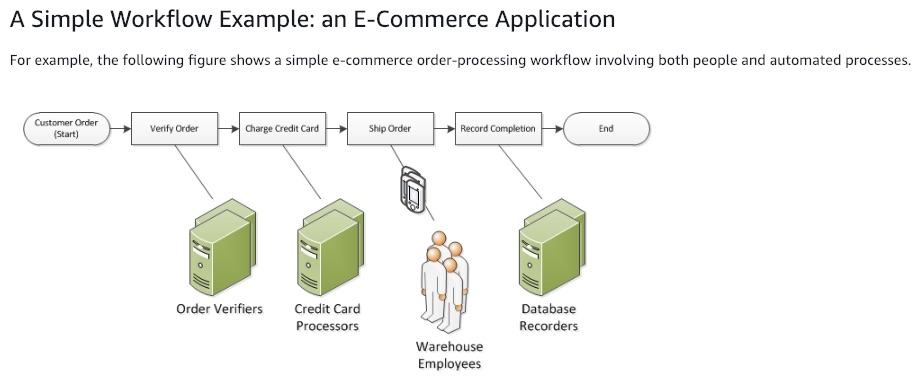 A Simple Workflow Example: an E-Commerce Application
For example, the following figure shows a simple e-commerce order-processing workflow involving both people and automated processes.
Customer Order
(Start)
Verify Order
Charge Credit Card
Ship Order
Record Completion
End
Order Verifiers
Credit Card
Processors
Warehouse
Employees
Database
Recorders